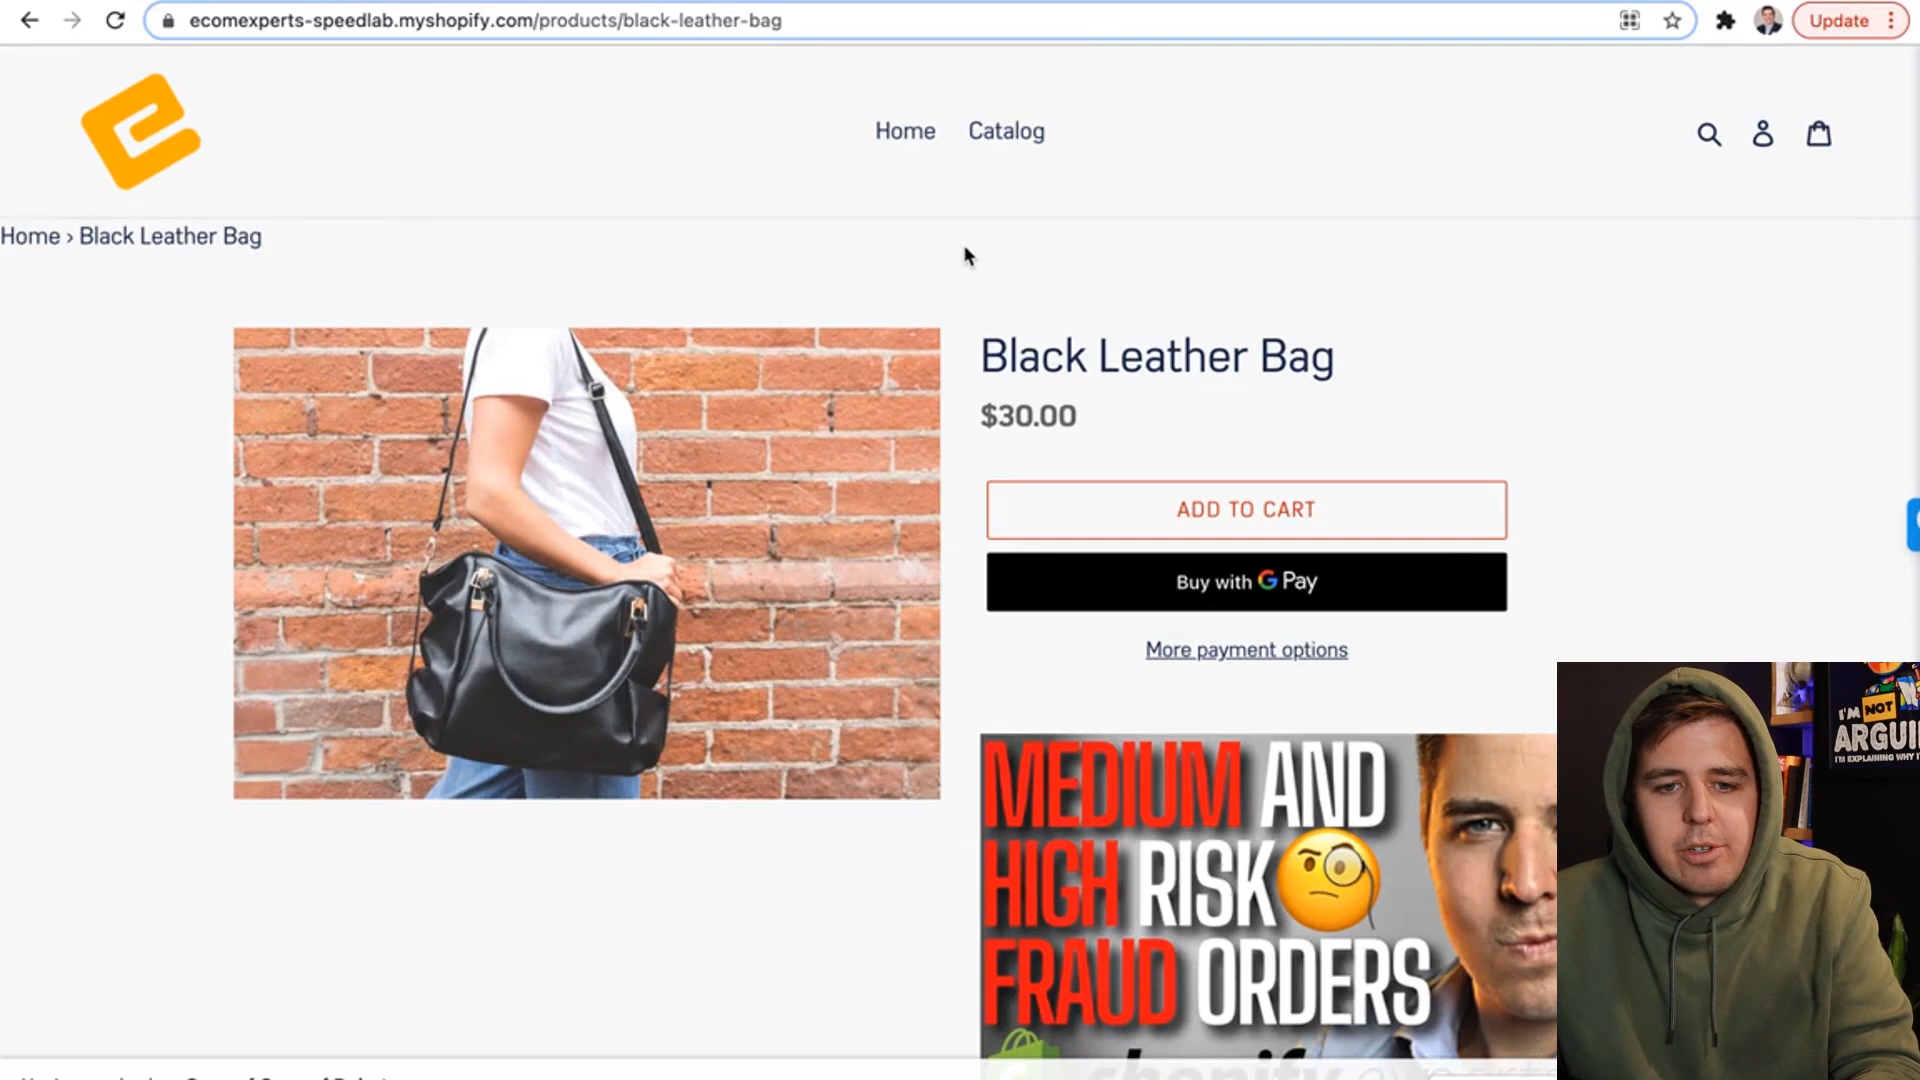 ecomexperts-speedlab.myshopify.com/products/black-leather-bag
Update
Home
Catalog
Home › Black Leather Bag
Black Leather Bag
$30.00
ADD TO CART
Buy with G Pay
More payment options
MEDIUM AND
HIGH RISK
FRAUD ORDERS
I'M NOT